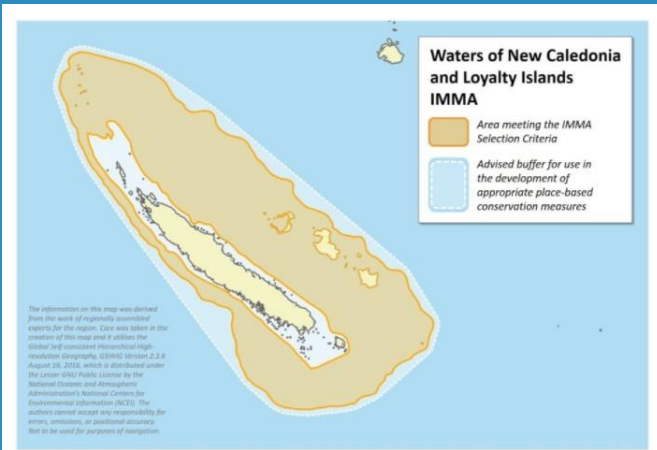 Waters of New Caledonia
and Loyalty Islands
IMMA
Area meeting the IMMA
Selection Criteria
Advised buffer for use in
the development of
appropriate place-based
conservation measures
The information on this map was derived
from the work of regionally assembled
experts for the region. Care was taken in the
creation of this map and it utilises the
Global Self-consistent Hierarchical High-
resolution Geography, GSHHG Version 2.3.6
August 19, 2016, which is distributed under
the Lesser GNU Public License by the
National Oceanic and Atmospheric
Administration's National Centers for
Environmental Information (NCEI). The
authors cannot accept any responsibility for
errors, omissions, or positional accuracy.
Not to be used for purposes of navigation.